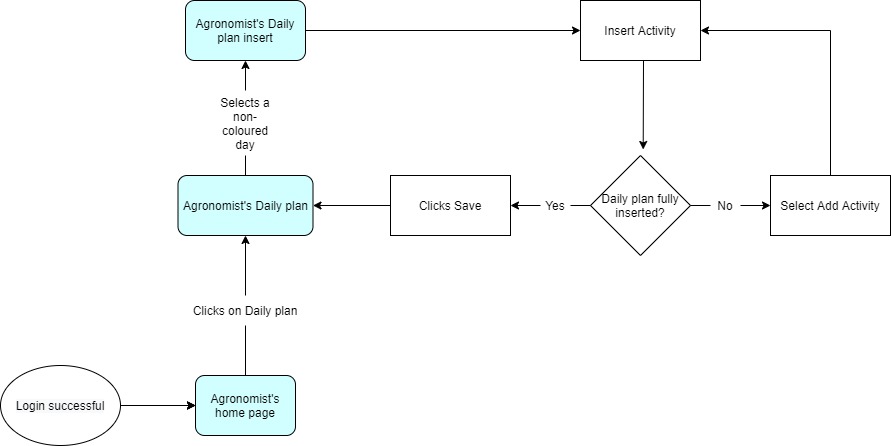 Agronomist's Daily
plan insert
Insert Activity
Selects a
non-
coloured
day
Agronomist's Daily plan
Clicks Save
Yes
Daily plan fully
inserted?
No
Select Add Activity
Clicks on Daily plan
Login successful
Agronomist's
home page